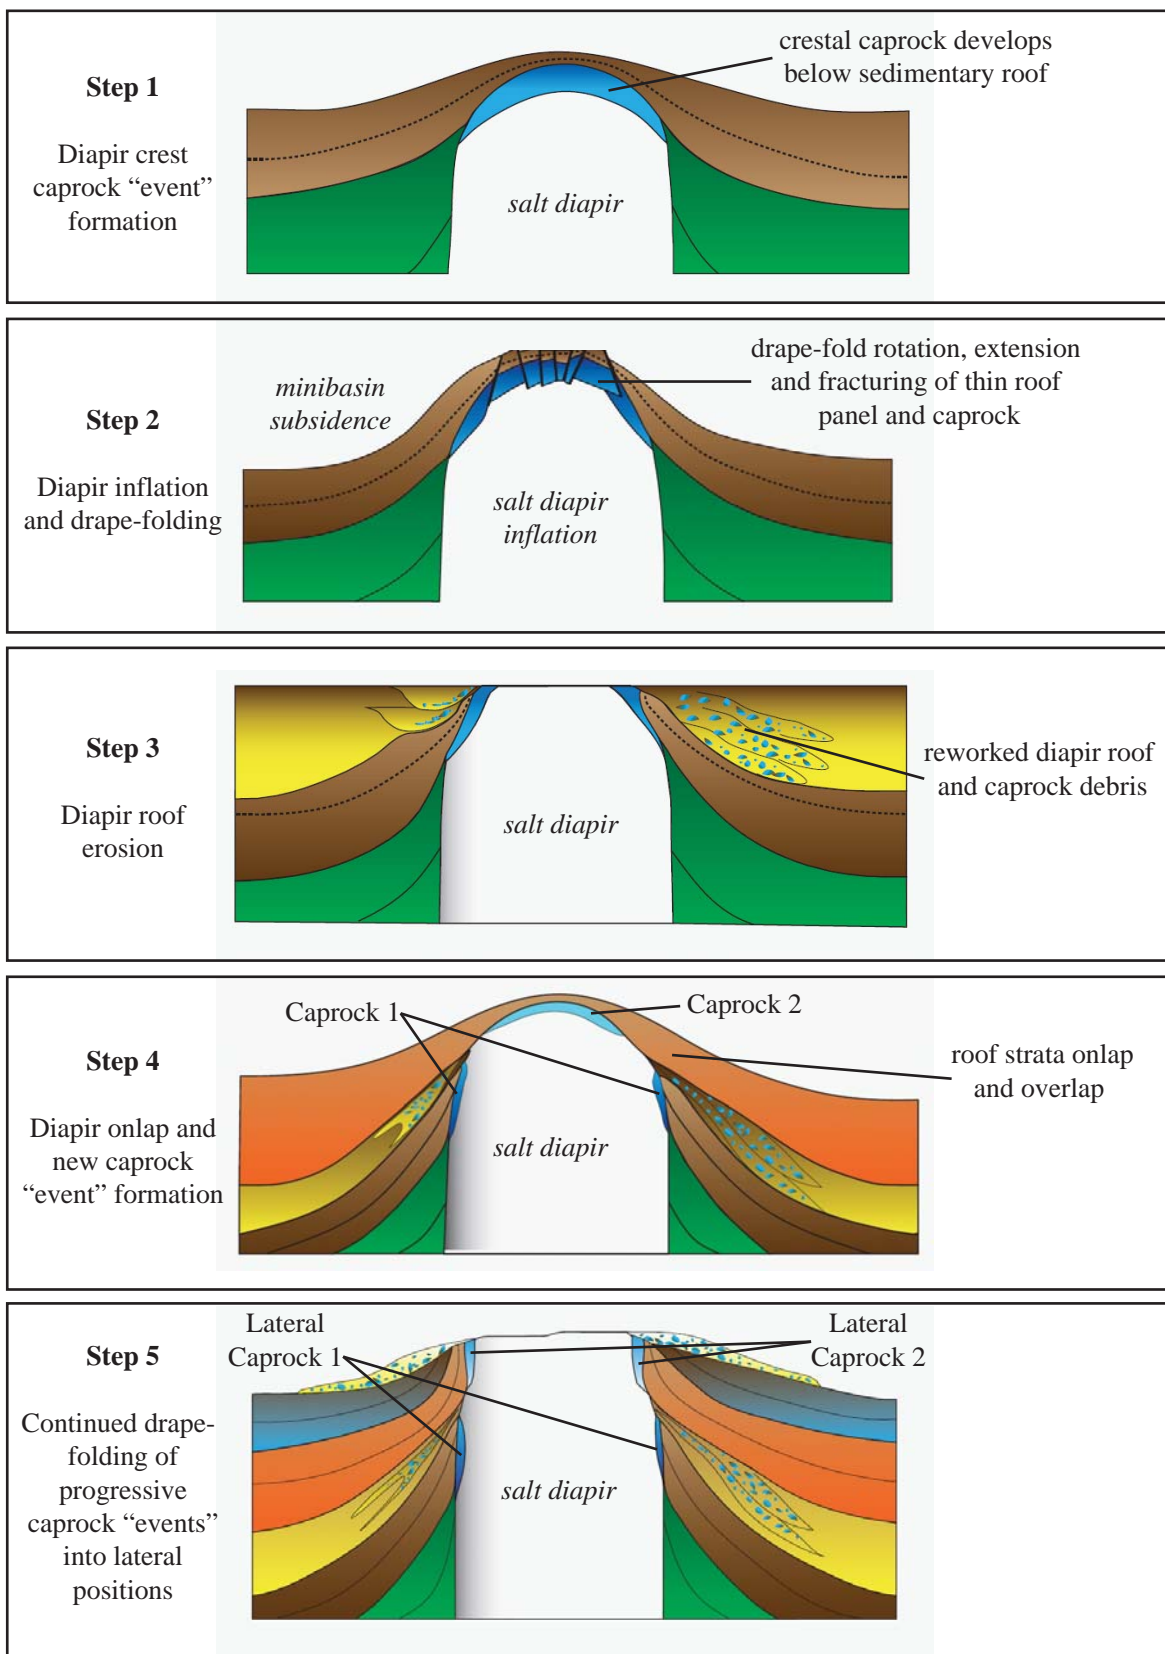 Step 1
Diapir crest
caprock “event”
formation
crestal caprock develops
below sedimentary roof
salt diapir
Step 2
Diapir inflation
and drape-folding
minibasin
subsidence
drape-fold rotation, extension
and fracturing of thin roof
panel and caprock
salt diapir
inflation
Step 3
Diapir roof
erosion
salt diapir
reworked diapir roof
and caprock debris
Step 4
Diapir onlap and
new caprock
“event” formation
Caprock 1
Caprock 2
roof strata onlap
and overlap
salt diapir
Step 5
Continued drape-
folding of
progressive
caprock “events”
into lateral
positions
Lateral
Caprock 1
Lateral
Caprock 2
salt diapir